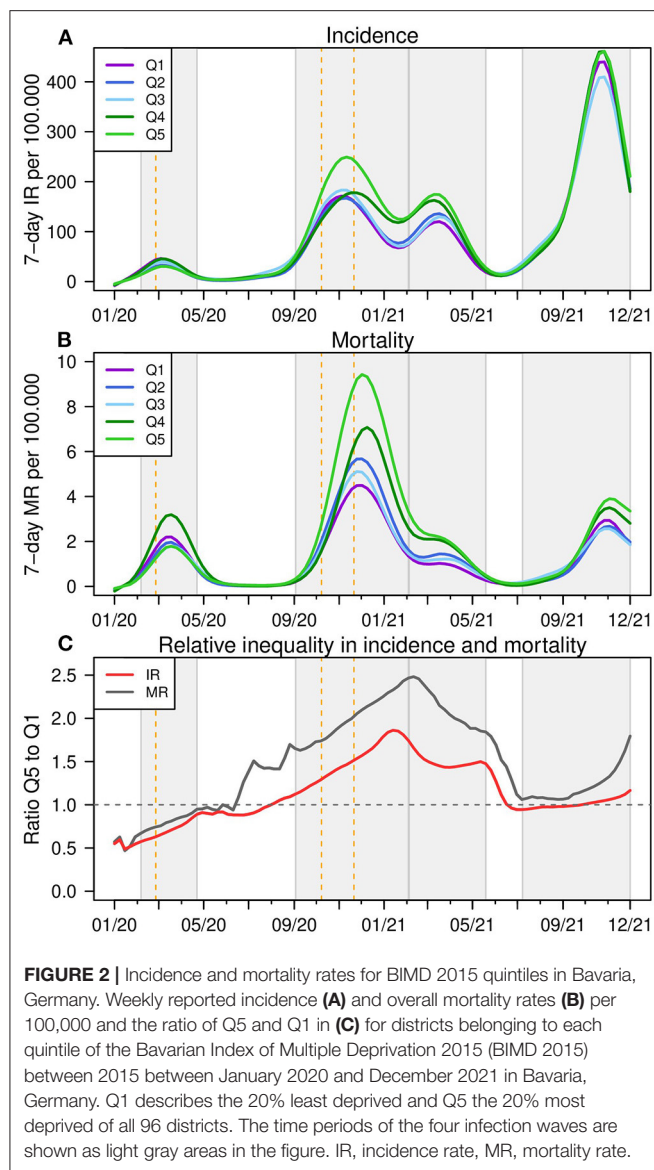 A
Incidence
7−day IR per 100.000
400
300
200
100
0
Q1
Q2
Q3
Q4
Q5
01/20
05/20
09/20
01/21
05/21
09/21
12/21
B
Mortality
7−day MR per 100.000
10
8
6
4
2
0
Q1
Q2
Q3
Q4
Q5
01/20
05/20
09/20
01/21
05/21
09/21
12/21
C
Relative inequality in incidence and mortality
Ratio Q5 to Q1
2.5
2.0
1.5
1.0
0.5
0.0
IR
MR
01/20
05/20
09/20
01/21
05/21
09/21
12/21
FIGURE 2 | Incidence and mortality rates for BIMD 2015 quintiles in Bavaria,
Germany. Weekly reported incidence (A) and overall mortality rates (B) per
100,000 and the ratio of Q5 and Q1 in (C) for districts belonging to each
quintile of the Bavarian Index of Multiple Deprivation 2015 (BIMD 2015)
between 2015 between January 2020 and December 2021 in Bavaria,
Germany. Q1 describes the 20% least deprived and Q5 the 20% most
deprived of all 96 districts. The time periods of the four infection waves are
shown as light gray areas in the figure. IR, incidence rate, MR, mortality rate.